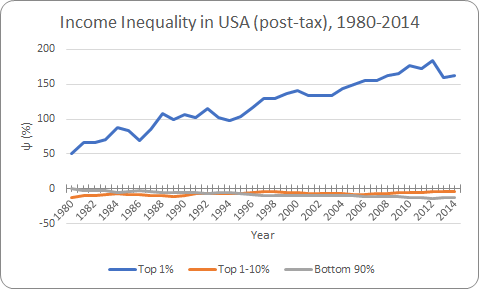 Income Inequality in USA (post-tax), 1980-2014
200
150
100
50
0
-50
ψ (%)
1980 1982 1984 1986 1988 1990 1992 1994 1996 1998 2000 2002 2004 2006 2008 2010 2012 2014
Year
Top 1% Top 1-10% Bottom 90%